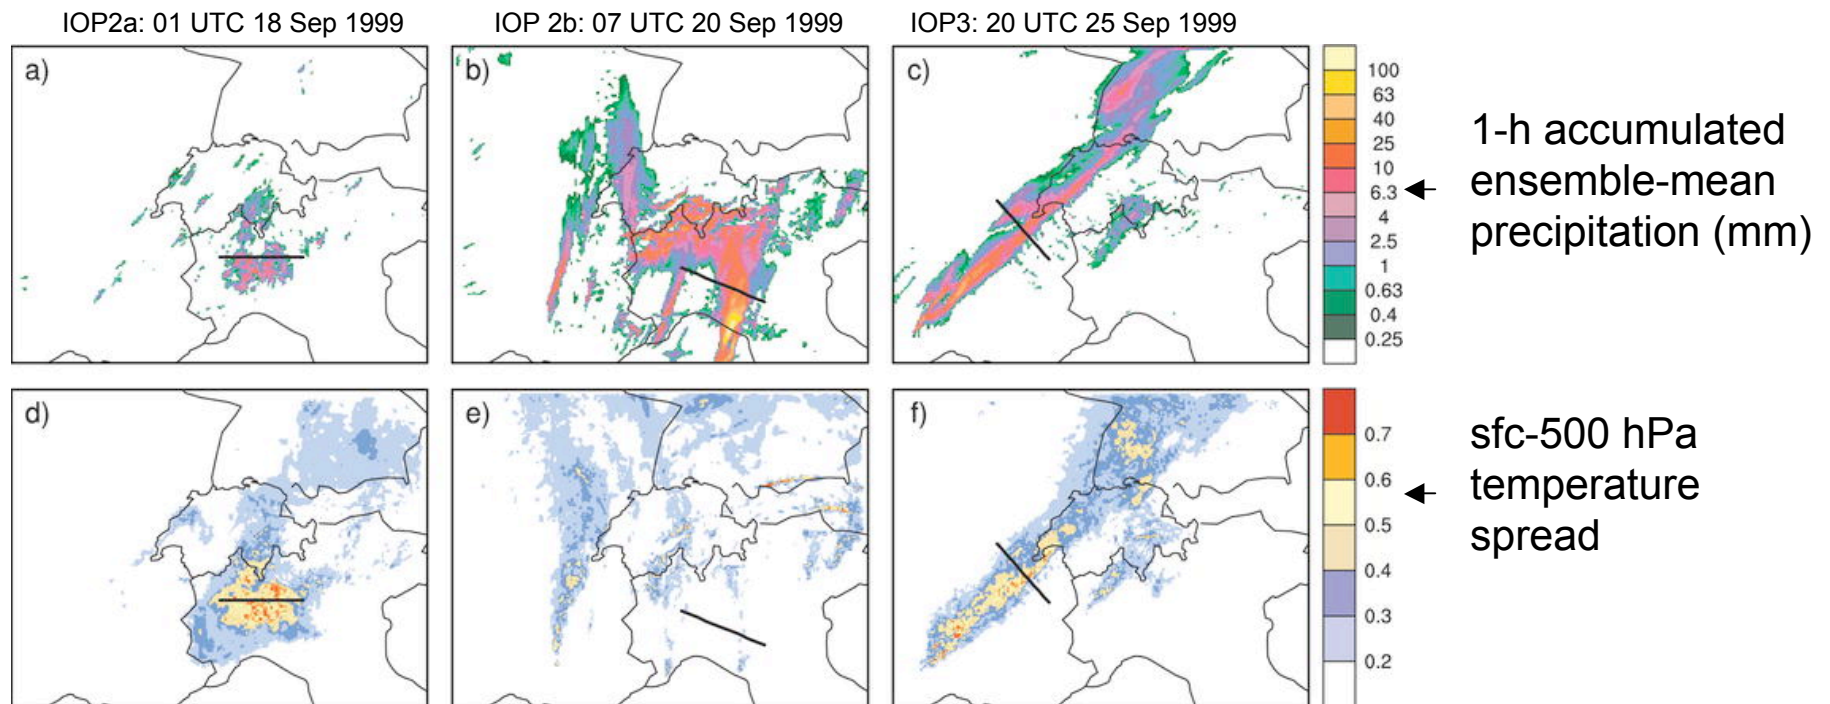 IOP2a: 01 UTC 18 Sep 1999
IOP 2b: 07 UTC 20 Sep 1999
IOP3: 20 UTC 25 Sep 1999
a)
b)
c)
100
63
40
25
10
6.3
4
2.5
1
0.63
0.4
0.25
1-h accumulated
ensemble-mean
precipitation (mm)
d)
e)
f)
0.7
0.6
0.5
0.4
0.3
0.2
sfc-500 hPa
temperature
spread